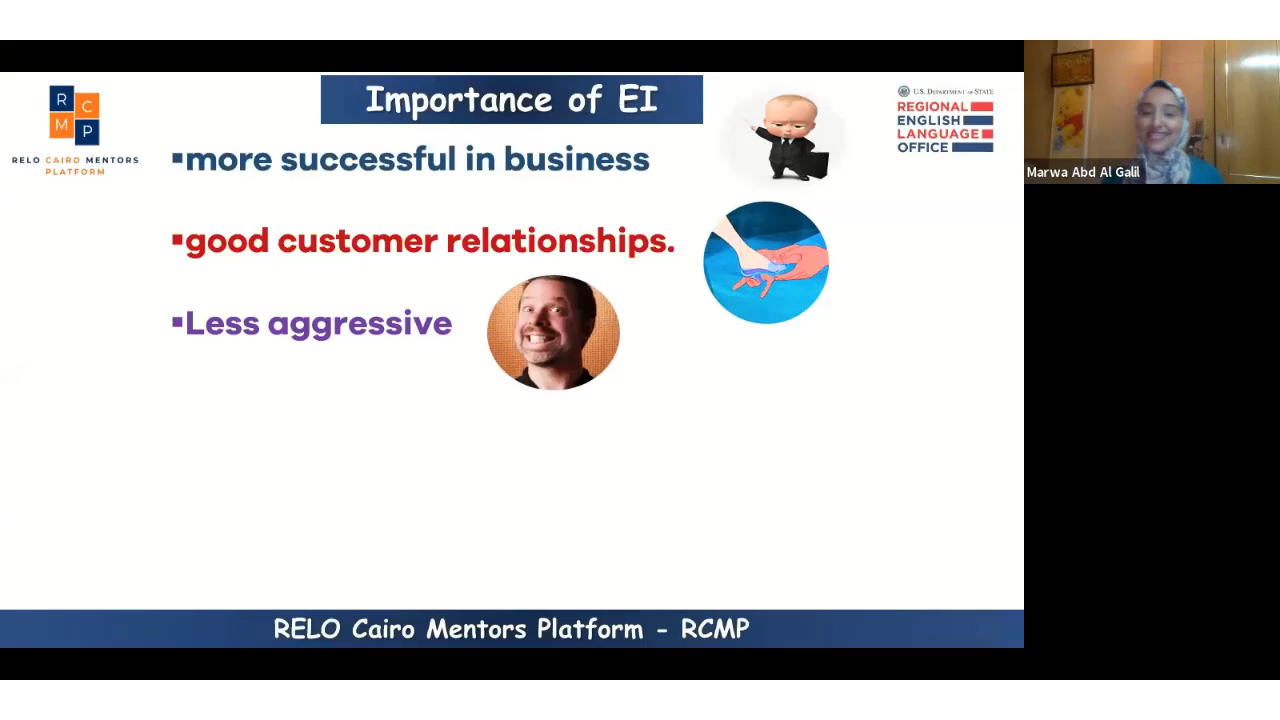 R C
M P
RELO CAIRO MENTORS
PLATFORM
Importance of EI
U.S. DEPARTMENT OF STATE
REGIONAL
ENGLISH
LANGUAGE
OFFICE
▪more successful in business
▪good customer relationships.
▪Less aggressive
Marwa Abd Al Galil
RELO Cairo Mentors Platform - RCMP